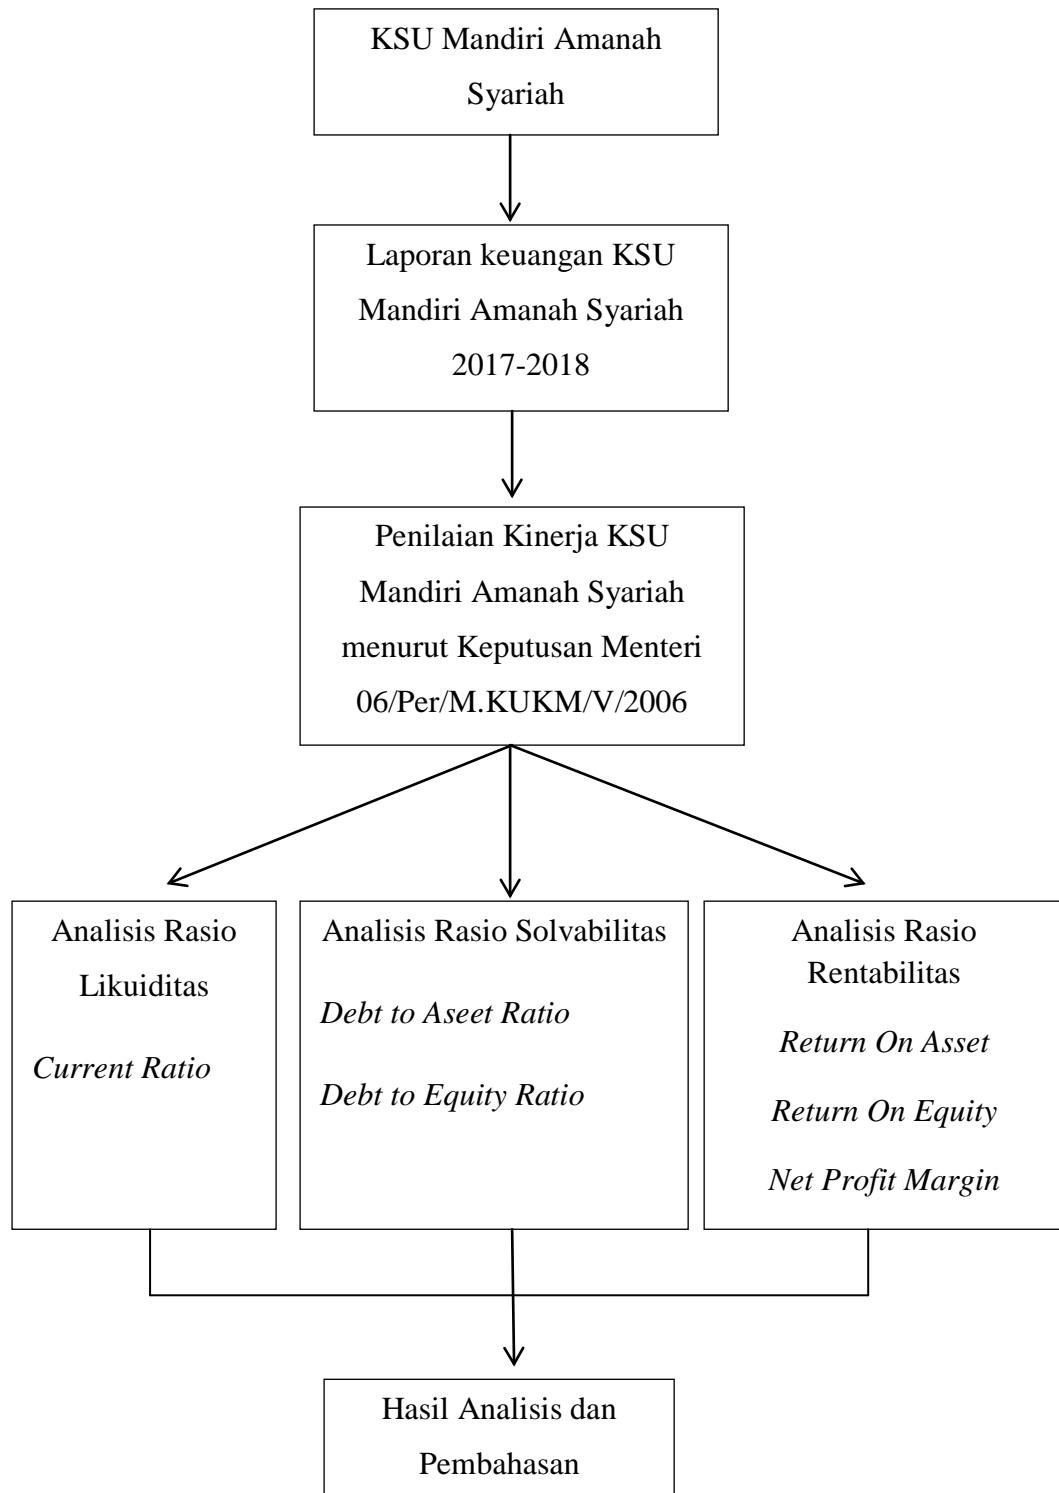 KSU Mandiri Amanah
Syariah
Laporan keuangan KSU
Mandiri Amanah Syariah
2017-2018
Penilaian Kinerja KSU
Mandiri Amanah Syariah
menurut Keputusan Menteri
06/Per/M.KUKM/V/2006
Analisis Rasio
Likuiditas
Current Ratio
Analisis Rasio Solvabilitas
Debt to Aseet Ratio
Debt to Equity Ratio
Analisis Rasio
Rentabilitas
Return On Asset
Return On Equity
Net Profit Margin
Hasil Analisis dan
Pembahasan